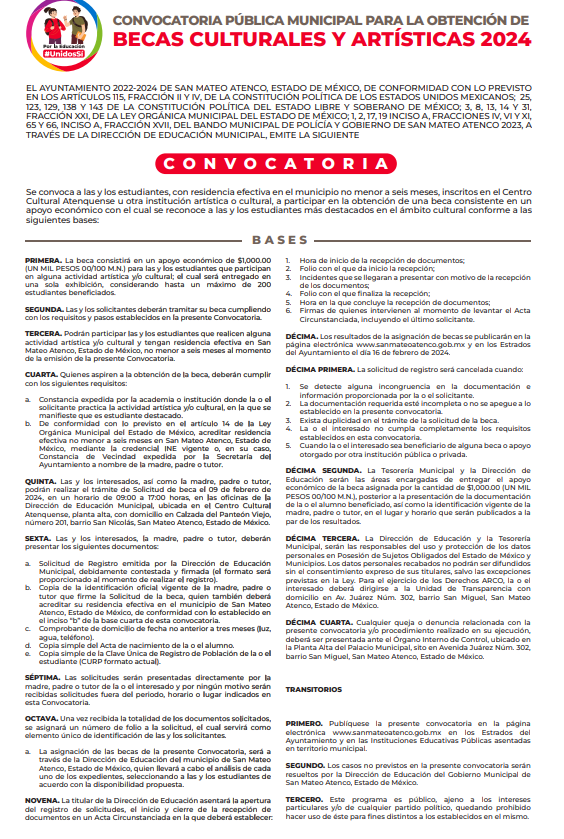 Por la Educación
#UnidosSí
CONVOCATORIA PÚBLICA MUNICIPAL PARA LA OBTENCIÓN DE
BECAS CULTURALES Y ARTÍSTICAS 2024
EL AYUNTAMIENTO 2022-2024 DE SAN MATEO ATENCO, ESTADO DE MÉXICO, DE CONFORMIDAD CON LO PREVISTO
EN LOS ARTÍCULOS 115, FRACCIÓN II Y IV, DE LA CONSTITUCIÓN POLÍTICA DE LOS ESTADOS UNIDOS MEXICANOS; 25,
123, 129, 138 Y 143 DE LA CONSTITUCIÓN POLÍTICA DEL ESTADO LIBRE Y SOBERANO DE MÉXICO; 3, 8, 13, 14 Y 31,
FRACCIÓN XXI, DE LA LEY ORGÁNICA MUNICIPAL DEL ESTADO DE MÉXICO; 1, 2, 17, 19 INCISO A, FRACCIONES IV, VI Y XI,
65 Y 66, INCISO A, FRACCIÓN XVII, DEL BANDO MUNICIPAL DE POLICÍA Y GOBIERNO DE SAN MATEO ATENCO 2023, A
TRAVÉS DE LA DIRECCIÓN DE EDUCACIÓN MUNICIPAL, EMITE LA SIGUIENTE
CONVOCATORIA
Se convoca a las y los estudiantes, con residencia efectiva en el municipio no menor a seis meses, inscritos en el Centro
Cultural Atenquense u otra institución artística o cultural, a participar en la obtención de una beca consistente en un
apoyo económico con el cual se reconoce a las y los estudiantes más destacados en el ámbito cultural conforme a las
siguientes bases:
BASES
PRIMERA. La beca consistirá en un apoyo económico de $1,000.00
(UN MIL PESOS 00/100 M.N.) para las y los estudiantes que participan
en alguna actividad artística y/o cultural; el cual será entregado en
una sola exhibición, considerando hasta un máximo de 200
estudiantes beneficiados.
SEGUNDA. Las y los solicitantes deberán tramitar su beca cumpliendo
con los requisitos y pasos establecidos en la presente Convocatoria.
TERCERA. Podrán participar las y los estudiantes que realicen alguna
actividad artística y/o cultural y tengan residencia efectiva en San
Mateo Atenco, Estado de México, no menor a seis meses al momento
de la emisión de la presente Convocatoria.
CUARTA. Quienes aspiren a la obtención de la beca, deberán cumplir
con los siguientes requisitos:
a. Constancia expedida por la academia o institución donde la o el
solicitante practica la actividad artística y/o cultural, en la que se
manifieste que es estudiante destacado.
b. De conformidad con lo previsto en el artículo 14 de la Ley
Orgánica Municipal del Estado de México, acreditar residencia
efectiva no menor a seis meses en San Mateo Atenco, Estado de
México, mediante la credencial INE vigente o, en su caso,
Constancia de Vecindad expedida por la Secretaría del
Ayuntamiento a nombre de la madre, padre o tutor.
QUINTA. Las y los interesados, así como la madre, padre o tutor,
podrán realizar el trámite de Solicitud de beca el 09 de febrero de
2024, en un horario de 09:00 a 17:00 horas, en las oficinas de la
Dirección de Educación Municipal, ubicada en el Centro Cultural
Atenquense, planta alta, con domicilio en Calzada del Panteón Viejo,
número 201, barrio San Nicolás, San Mateo Atenco, Estado de México.
SEXTA. Las y los interesados, la madre, padre o tutor, deberán
presentar los siguientes documentos:
a. Solicitud de Registro emitida por la Dirección de Educación
Municipal, debidamente contestada y firmada (el formato será
proporcionado al momento de realizar el registro).
b. Copia de la identificación oficial vigente de la madre, padre o
tutor que firme la Solicitud de la beca, quien también deberá
acreditar su residencia efectiva en el municipio de San Mateo
Atenco, Estado de México, de conformidad con lo establecido en
el inciso "b" de la base cuarta de esta convocatoria.
c. Comprobante de domicilio de fecha no anterior a tres meses (luz,
agua, teléfono).
d. Copia simple del Acta de nacimiento de la o el alumno.
e. Copia simple de la Clave Única de Registro de Población de la o el
estudiante (CURP formato actual).
SÉPTIMA. Las solicitudes serán presentadas directamente por la
madre, padre o tutor de la o el interesado y por ningún motivo serán
recibidas solicitudes fuera del periodo, horario o lugar indicados en
esta Convocatoria.
OCTAVA. Una vez recibida la totalidad de los documentos solicitados,
se asignará un número de folio a la solicitud, el cual servirá como
elemento único de identificación de las y los solicitantes.
a. La asignación de las becas de la presente Convocatoria, será a
través de la Dirección de Educación del municipio de San Mateo
Atenco, Estado de México, quien llevará a cabo el análisis de cada
uno de los expedientes, seleccionando a las y los estudiantes de
acuerdo con la disponibilidad propuesta.
NOVENA. La titular de la Dirección de Educación asentará la apertura
del registro de solicitudes, el inicio y cierre de la recepción de
documentos en un Acta Circunstanciada en la que deberá establecer:
1. Hora de inicio de la recepción de documentos;
2. Folio con el que da inicio la recepción;
3. Incidentes que se llegaran a presentar con motivo de la recepción
de los documentos;
4. Folio con el que finaliza la recepción;
5. Hora en la que concluye la recepción de documentos;
6. Firmas de quienes intervienen al momento de levantar el Acta
Circunstanciada, incluyendo el último solicitante.
DÉCIMA. Los resultados de la asignación de becas se publicarán en la
página electrónica www.sanmateoatenco.gob.mx y en los Estrados
del Ayuntamiento el día 16 de febrero de 2024.
DÉCIMA PRIMERA. La solicitud de registro será cancelada cuando:
1. Se detecte alguna incongruencia en la documentación e
información proporcionada por la o el solicitante.
2. La documentación requerida esté incompleta o no se apegue a lo
establecido en la presente convocatoria.
3. Exista duplicidad en el trámite de la solicitud de la beca.
4. La o el interesado no cumpla completamente los requisitos
establecidos en esta convocatoria.
5. Cuando la o el interesado sea beneficiario de alguna beca o apoyo
otorgado por otra institución pública o privada.
DÉCIMA SEGUNDA. La Tesorería Municipal y la Dirección de
Educación serán las áreas encargadas de entregar el apoyo
económico de la beca asignada por la cantidad de $1,000.00 (UN MIL
PESOS 00/100 M.N.), posterior a la presentación de la documentación
de la o el alumno beneficiado, así como la identificación vigente de la
madre, padre o tutor, en el lugar y horario que serán publicados a la
par de los resultados.
DÉCIMA TERCERA. La Dirección de Educación y la Tesorería
Municipal, serán las responsables del uso y protección de los datos
personales en Posesión de Sujetos Obligados del Estado de México y
Municipios. Los datos personales recabados no podrán ser difundidos
sin el consentimiento expreso de sus titulares, salvo las excepciones
previstas en la Ley. Para el ejercicio de los Derechos ARCO, la o el
interesado deberá dirigirse a la Unidad de Transparencia con
domicilio en Av. Juárez Núm. 302, barrio San Miguel, San Mateo
Atenco, Estado de México.
DÉCIMA CUARTA. Cualquier queja o denuncia relacionada con la
presente convocatoria y/o procedimiento realizado en su ejecución,
deberá ser presentada ante el Órgano Interno de Control, ubicado en
la Planta Alta del Palacio Municipal, sito en Avenida Juárez Núm. 302,
barrio San Miguel, San Mateo Atenco, Estado de México.
TRANSITORIOS
PRIMERO. Publíquese la presente convocatoria en la página
electrónica www.sanmateoatenco.gob.mx en los Estrados del
Ayuntamiento y en las Instituciones Educativas Públicas asentadas
en territorio municipal.
SEGUNDO. Los casos no previstos en la presente convocatoria serán
resueltos por la Dirección de Educación del Gobierno Municipal de
San Mateo Atenco, Estado de México.
TERCERO. Este programa es público, ajeno a los intereses
particulares y/o de cualquier partido político, quedando prohibido
hacer uso de éste para fines distintos a los establecidos en el mismo.